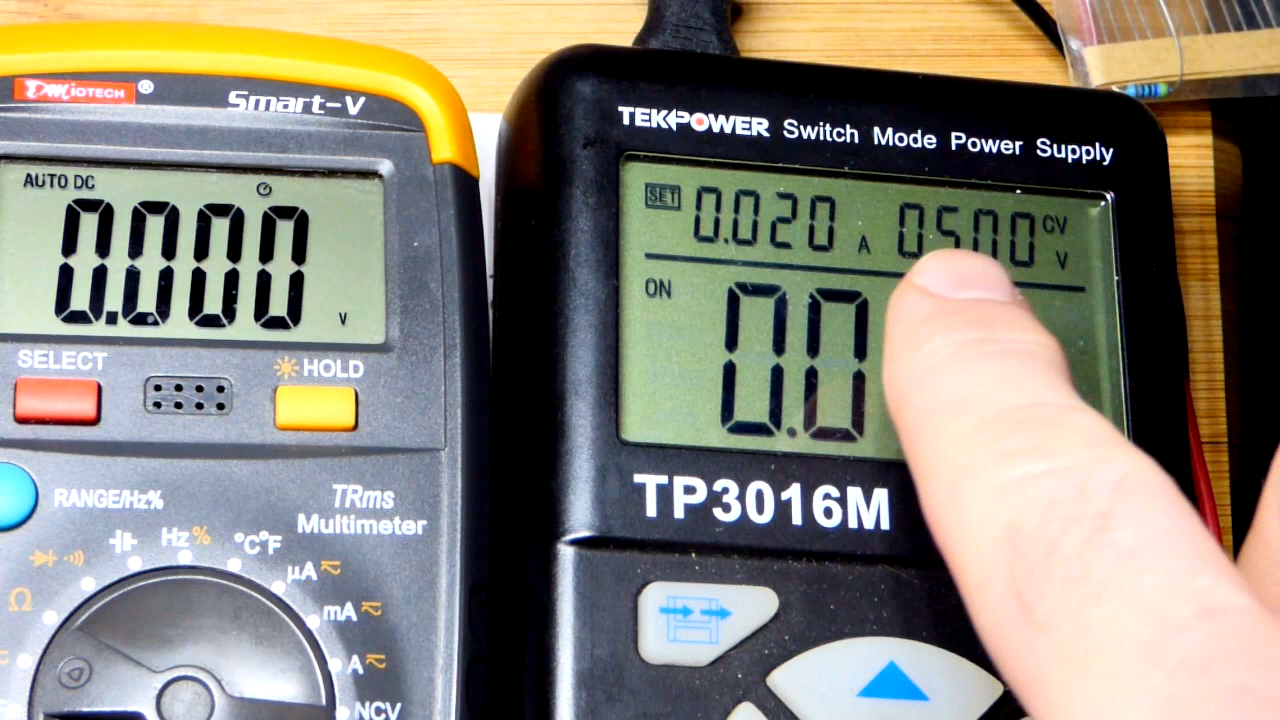 DMiOTECH®
Smart-V
AUTO DC
0.000 V
SELECT
HOLD
RANGE/Hz%
TRms
Multimeter
Hz %
°C°F
µA
mA
A
NCV
Ω
TEKPOWER Switch Mode Power Supply
SET 0.020 A 0500 CV V
ON
0.0
TP3016M